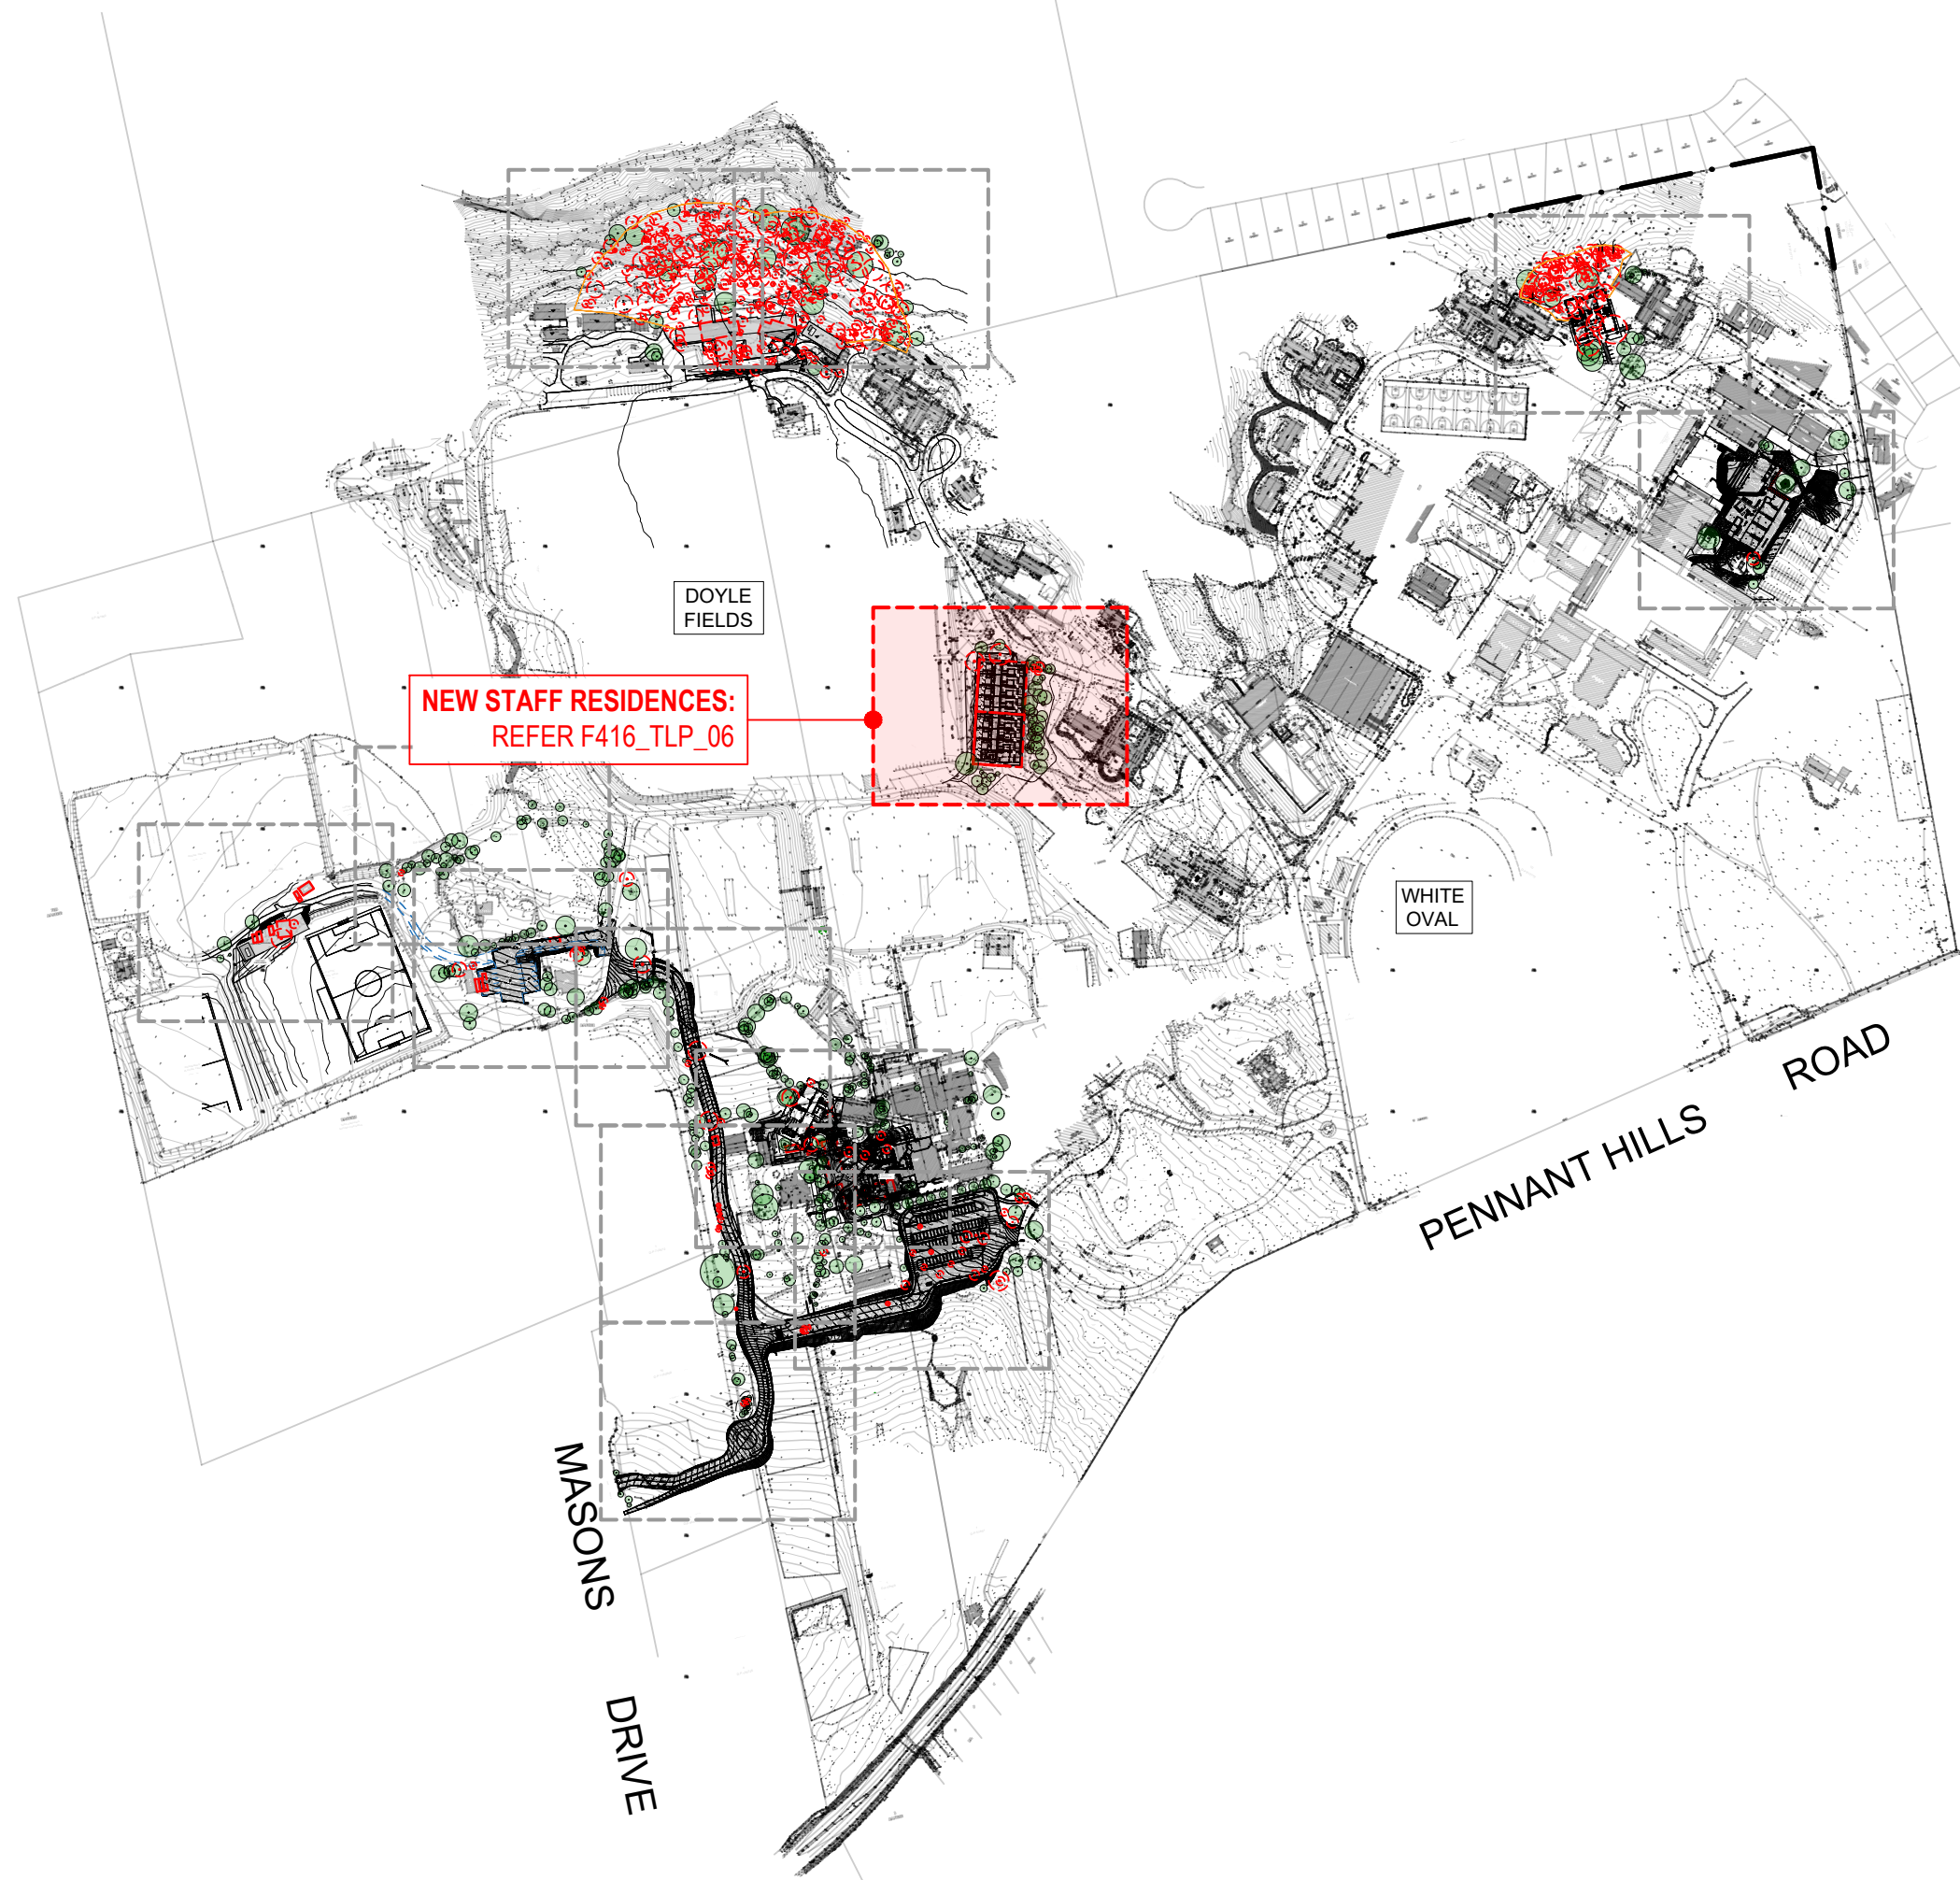 DOYLE
FIELDS
NEW STAFF RESIDENCES:
REFER F416_TLP_06
WHITE
OVAL
PENNANT HILLS ROAD
MASONS DRIVE